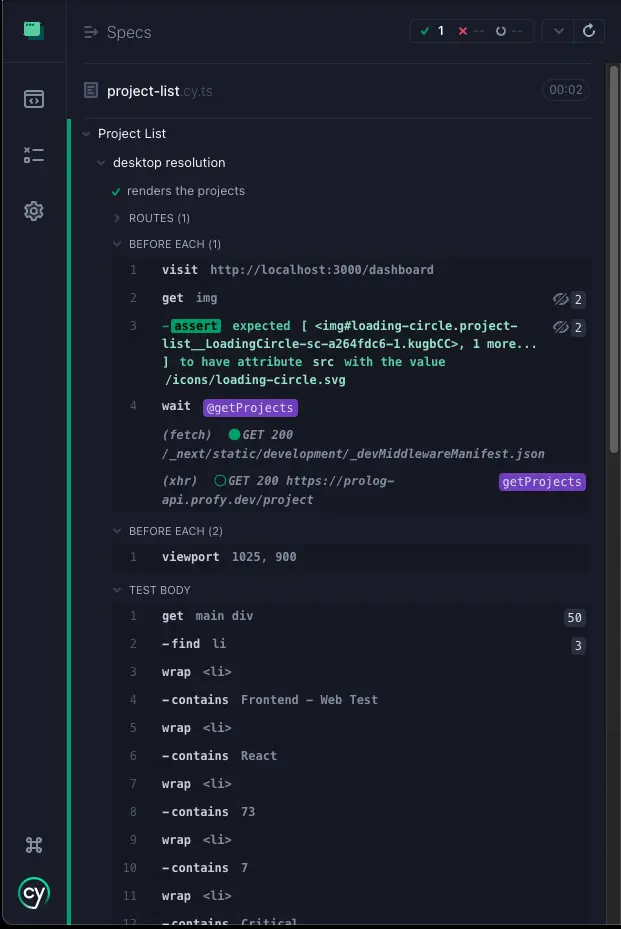 Specs
1 -- --
project-list.cy.ts
00:02
Project List
desktop resolution
renders the projects
ROUTES (1)
BEFORE EACH (1)
1 visit http://localhost:3000/dashboard
2 get img 2
3 -assert expected [ <img#loading-circle.project- 2
list__LoadingCircle-sc-a264fdc6-1.kugbCC>, 1 more...
] to have attribute src with the value
/icons/loading-circle.svg
4 wait @getProjects
(fetch) GET 200
/_next/static/development/_devMiddlewareManifest.json
(xhr) GET 200 https://prolog- getProjects
api.profy.dev/project
BEFORE EACH (2)
1 viewport 1025, 900
TEST BODY
1 get main div 50
2 -find li 3
3 wrap <li>
4 -contains Frontend - Web Test
5 wrap <li>
6 -contains React
7 wrap <li>
8 -contains 73
9 wrap <li>
10 -contains 7
11 wrap <li>
12 -contains Critical
cy